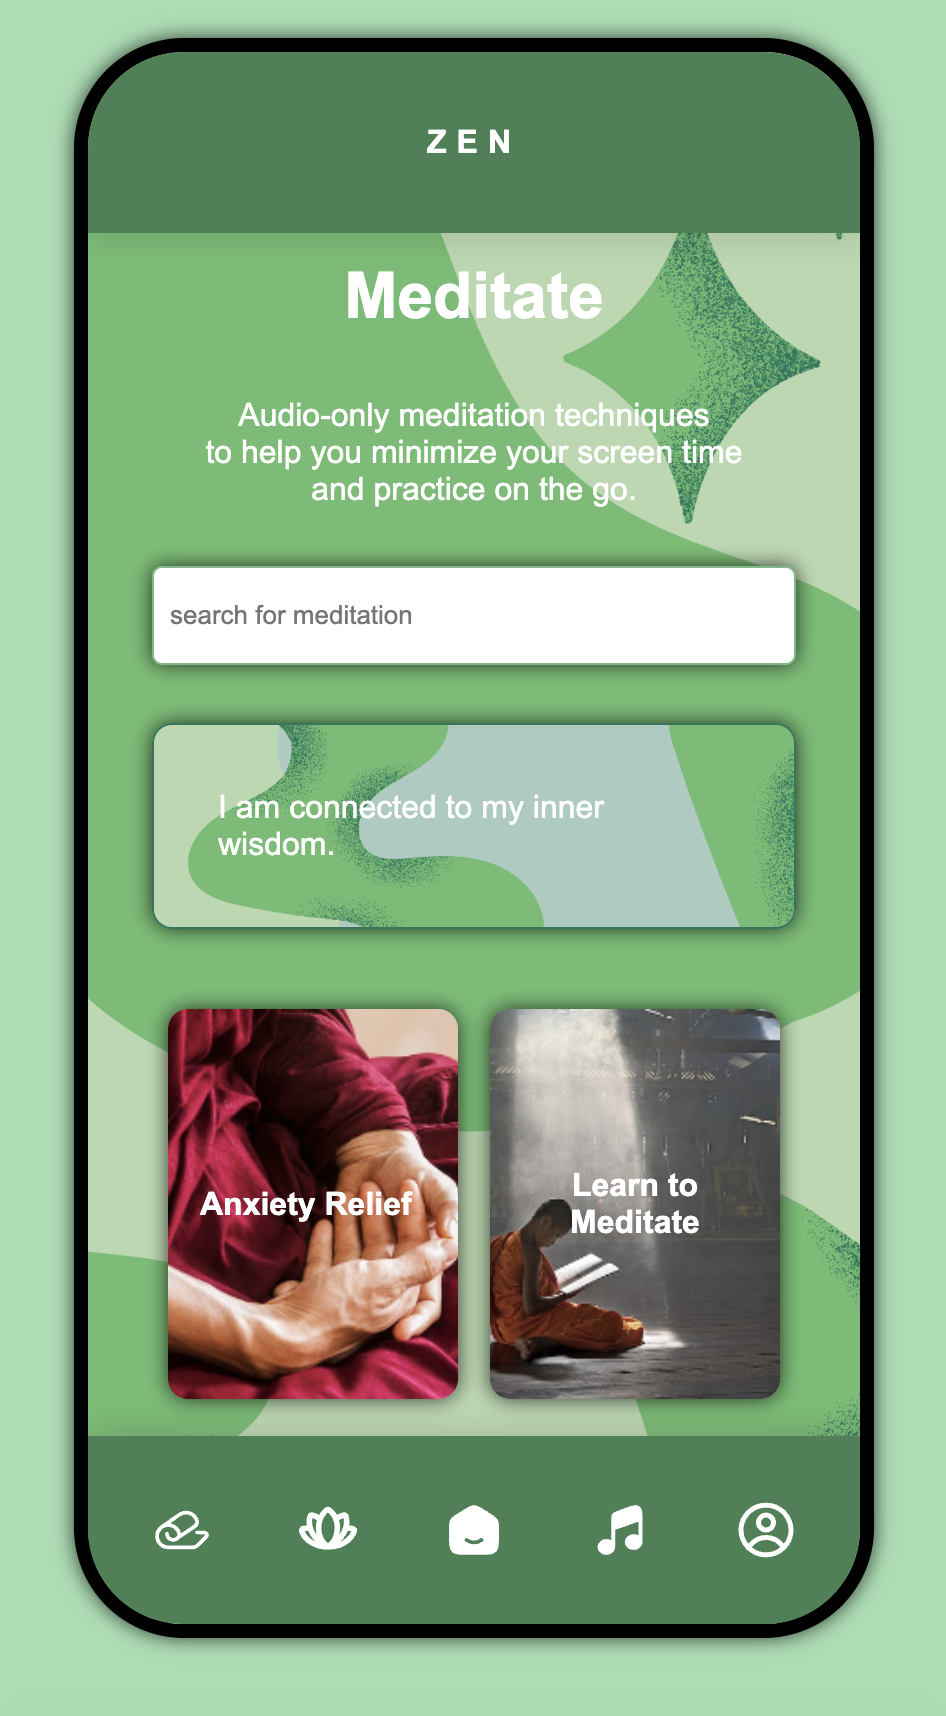 ZEN
Meditate
Audio-only meditation techniques
to help you minimize your screen time
and practice on the go.
search for meditation
I am connected to my inner
wisdom.
Anxiety Relief
Learn to
Meditate